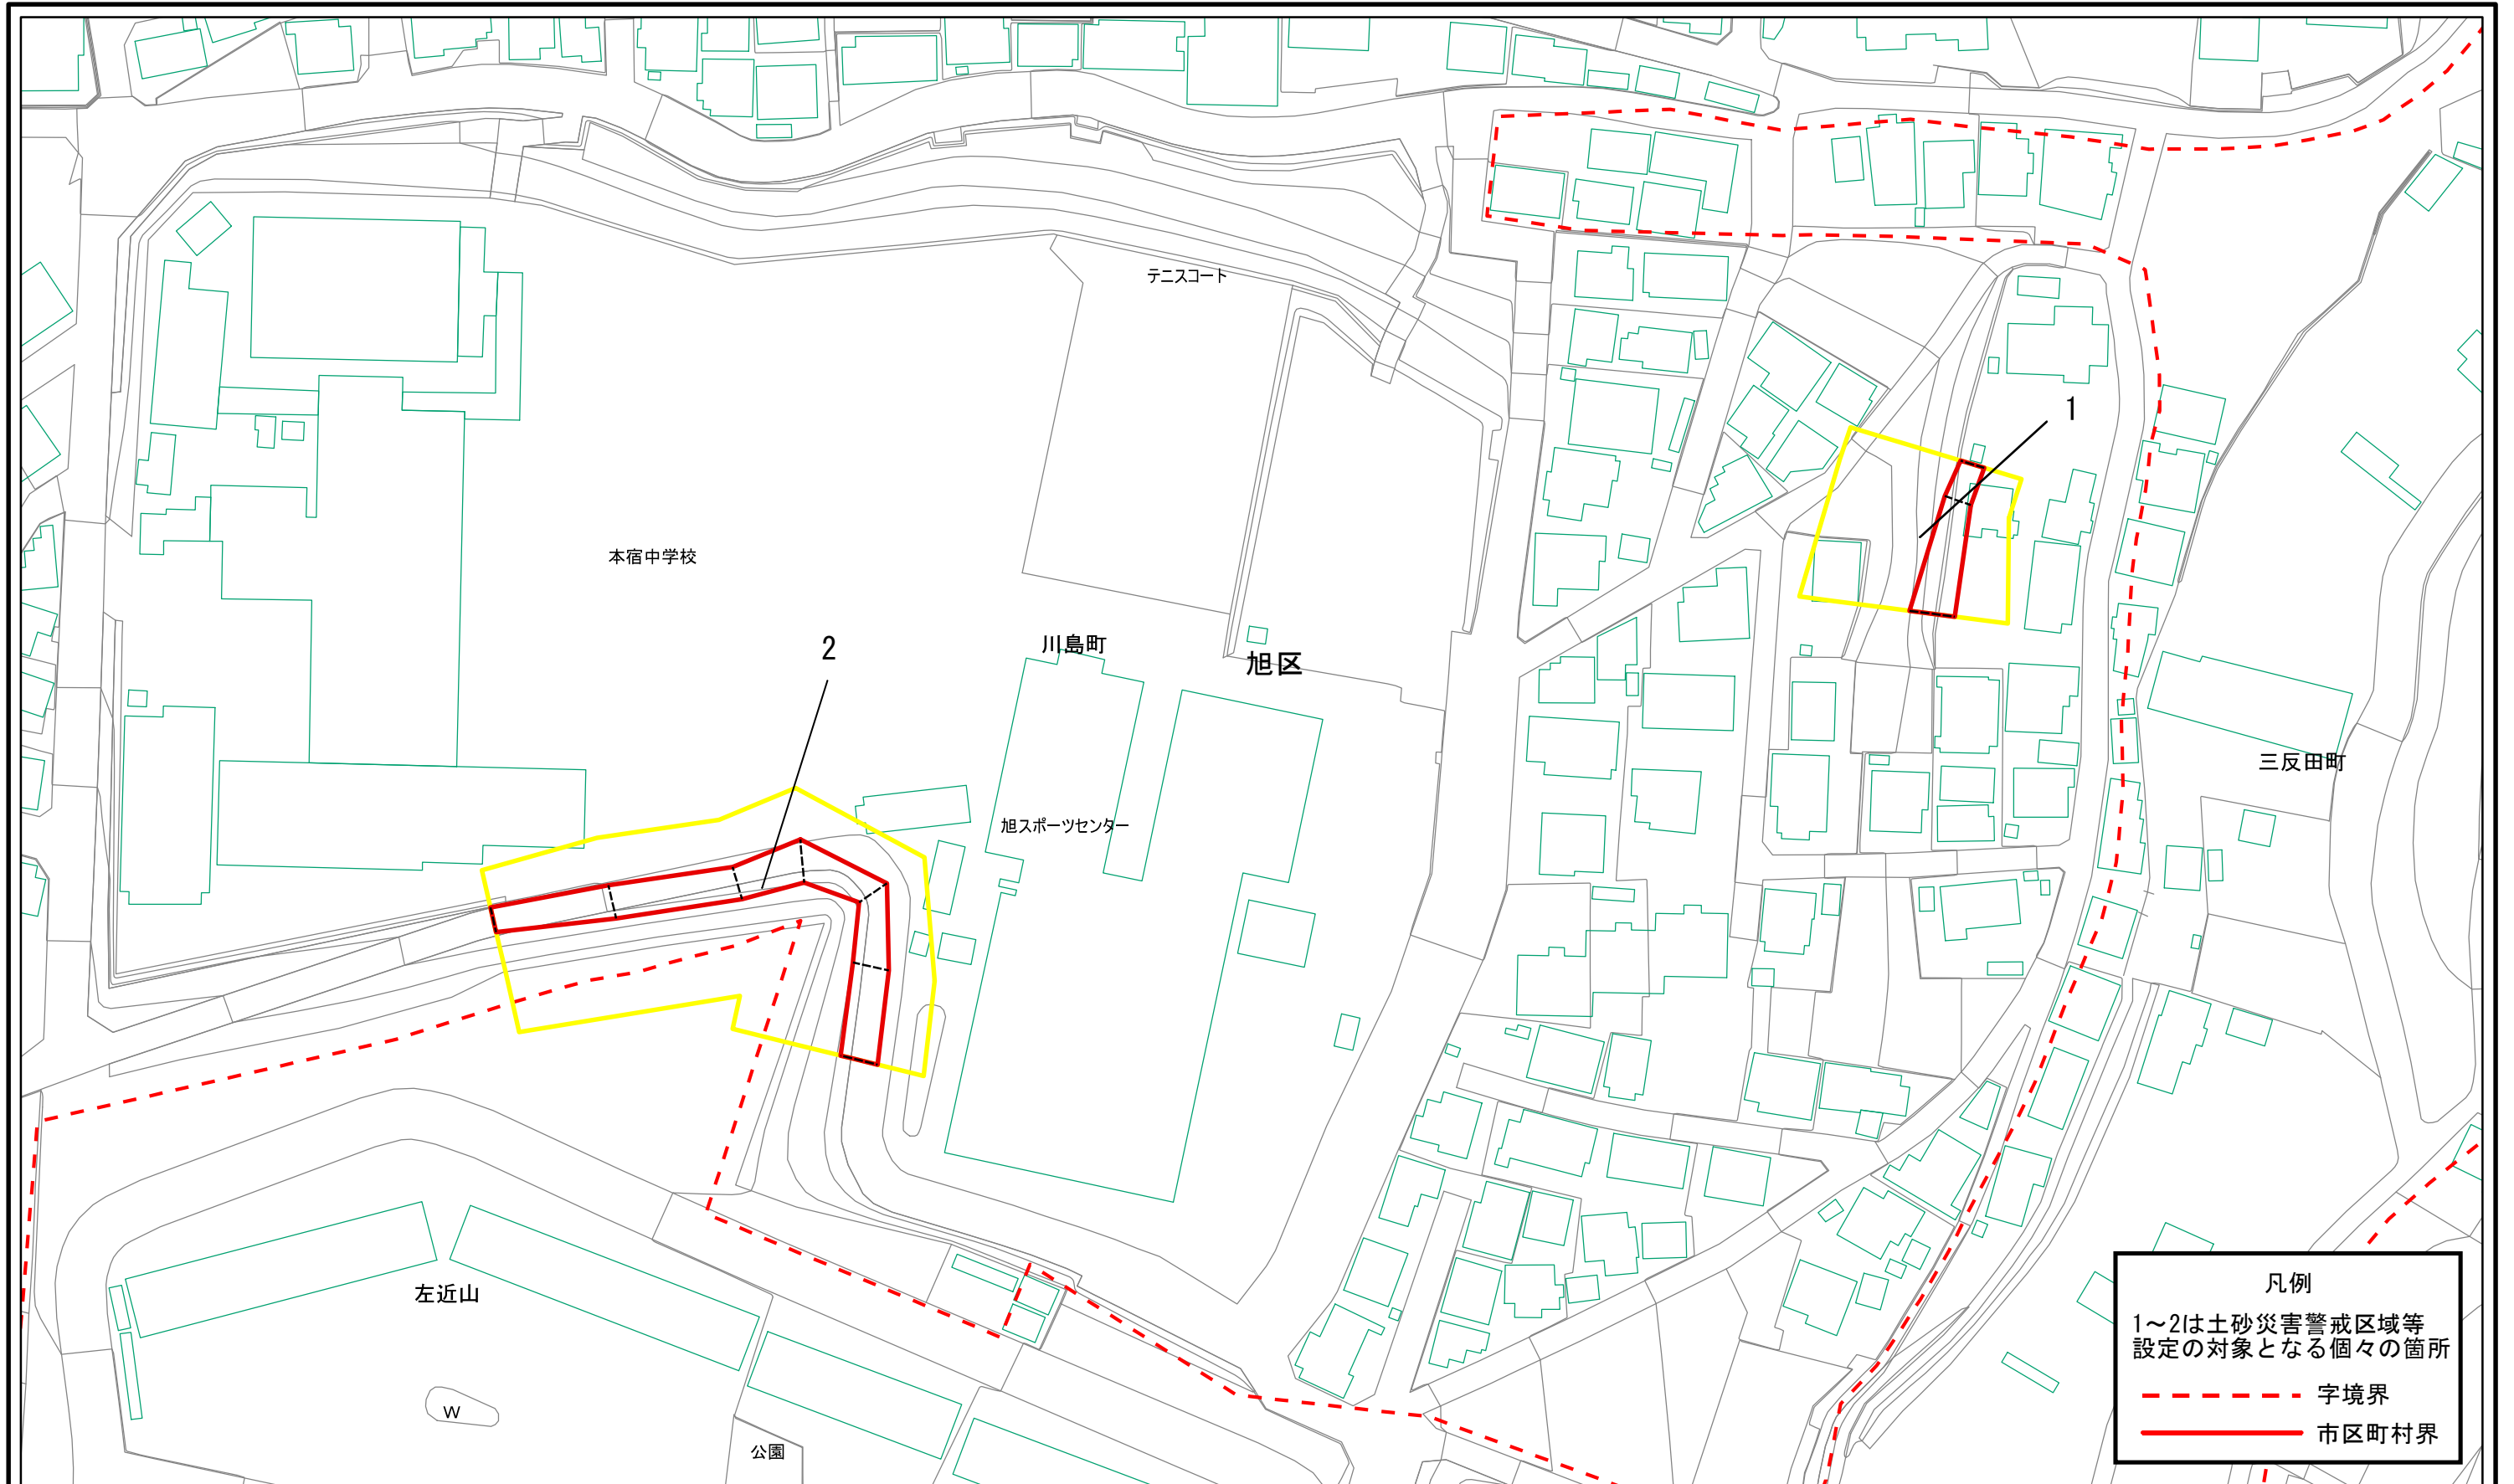 テニスコート
1
本宿中学校
2
川島町
旭区
三反田町
旭スポーツセンター
左近山
W
公園
凡例
1～2は土砂災害警戒区域等
設定の対象となる個々の箇所
字境界
市区町村界